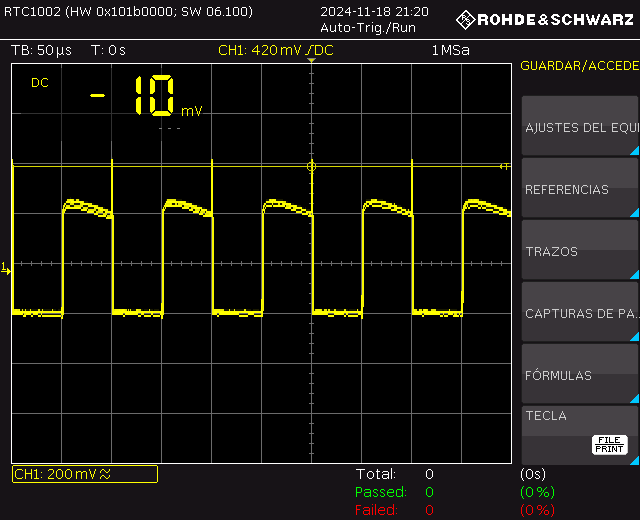 RTC1002 (HW 0x101b0000; SW 06.100)
2024-11-18 21:20
Auto-Trig./Run
ROHDE&SCHWARZ
TB: 50 µs T: 0 s CH1: 420 mV / DC 1MSa
GUARDAR/ACCEDE
DC
- 10 mV
---
AJUSTES DEL EQUI
REFERENCIAS
TRAZOS
CAPTURAS DE PA..
FÓRMULAS
TECLA
FILE
PRINT
1
T
CH1: 200 mV
Total: 0 (0s)
Passed: 0 (0 %)
Failed: 0 (0 %)